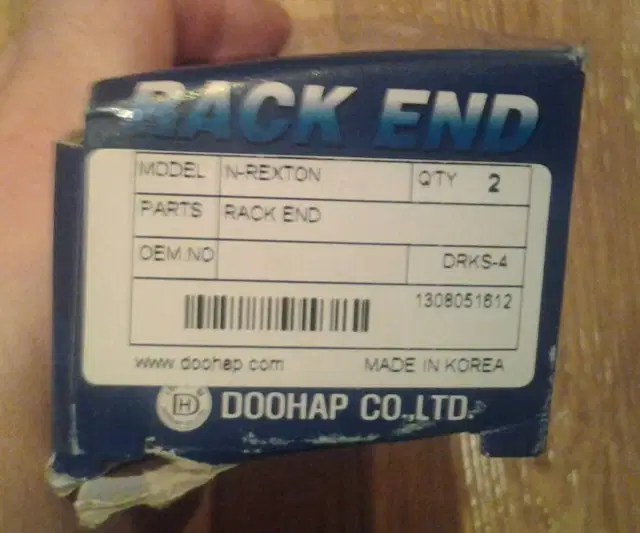 RACK END
MODEL N-REXTON Q'TY 2
PARTS RACK END
OEM.NO DRKS-4
1308051612
www.doohap.com MADE IN KOREA
DH DOOHAP CO.,LTD.